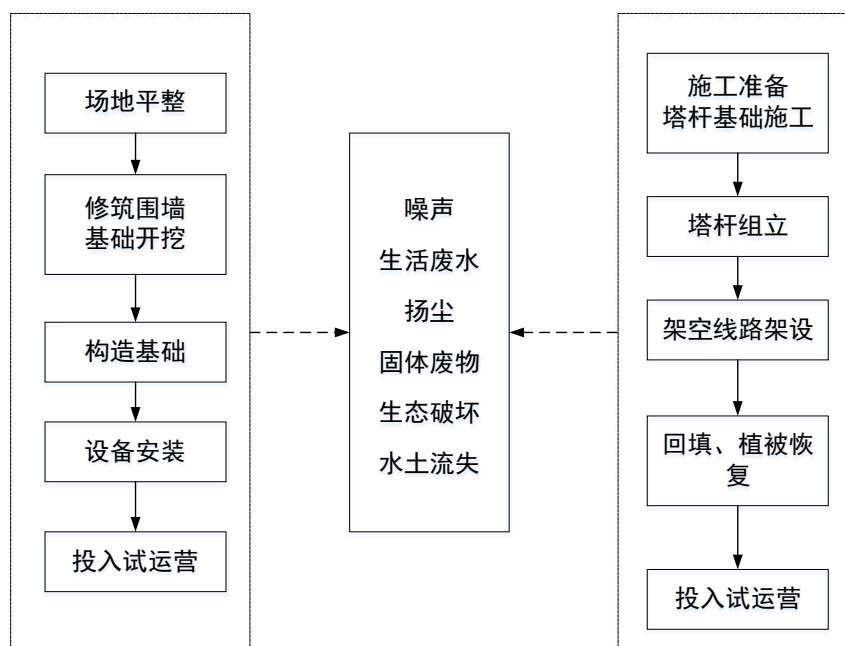 场地平整
修筑围墙
基础开挖
构造基础
设备安装
投入试运营
噪声
生活废水
扬尘
固体废物
生态破坏
水土流失
施工准备
塔杆基础施工
塔杆组立
架空线路架设
回填、植被恢
复
投入试运营